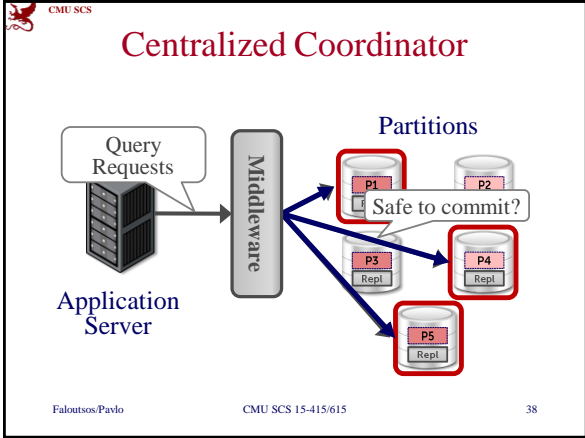 CMU SCS
Centralized Coordinator
Partitions
Query
Requests
Middleware
P1
P2
Safe to commit?
P3
Repl
P4
Repl
P5
Repl
Application
Server
Faloutsos/Pavlo
CMU SCS 15-415/615
38